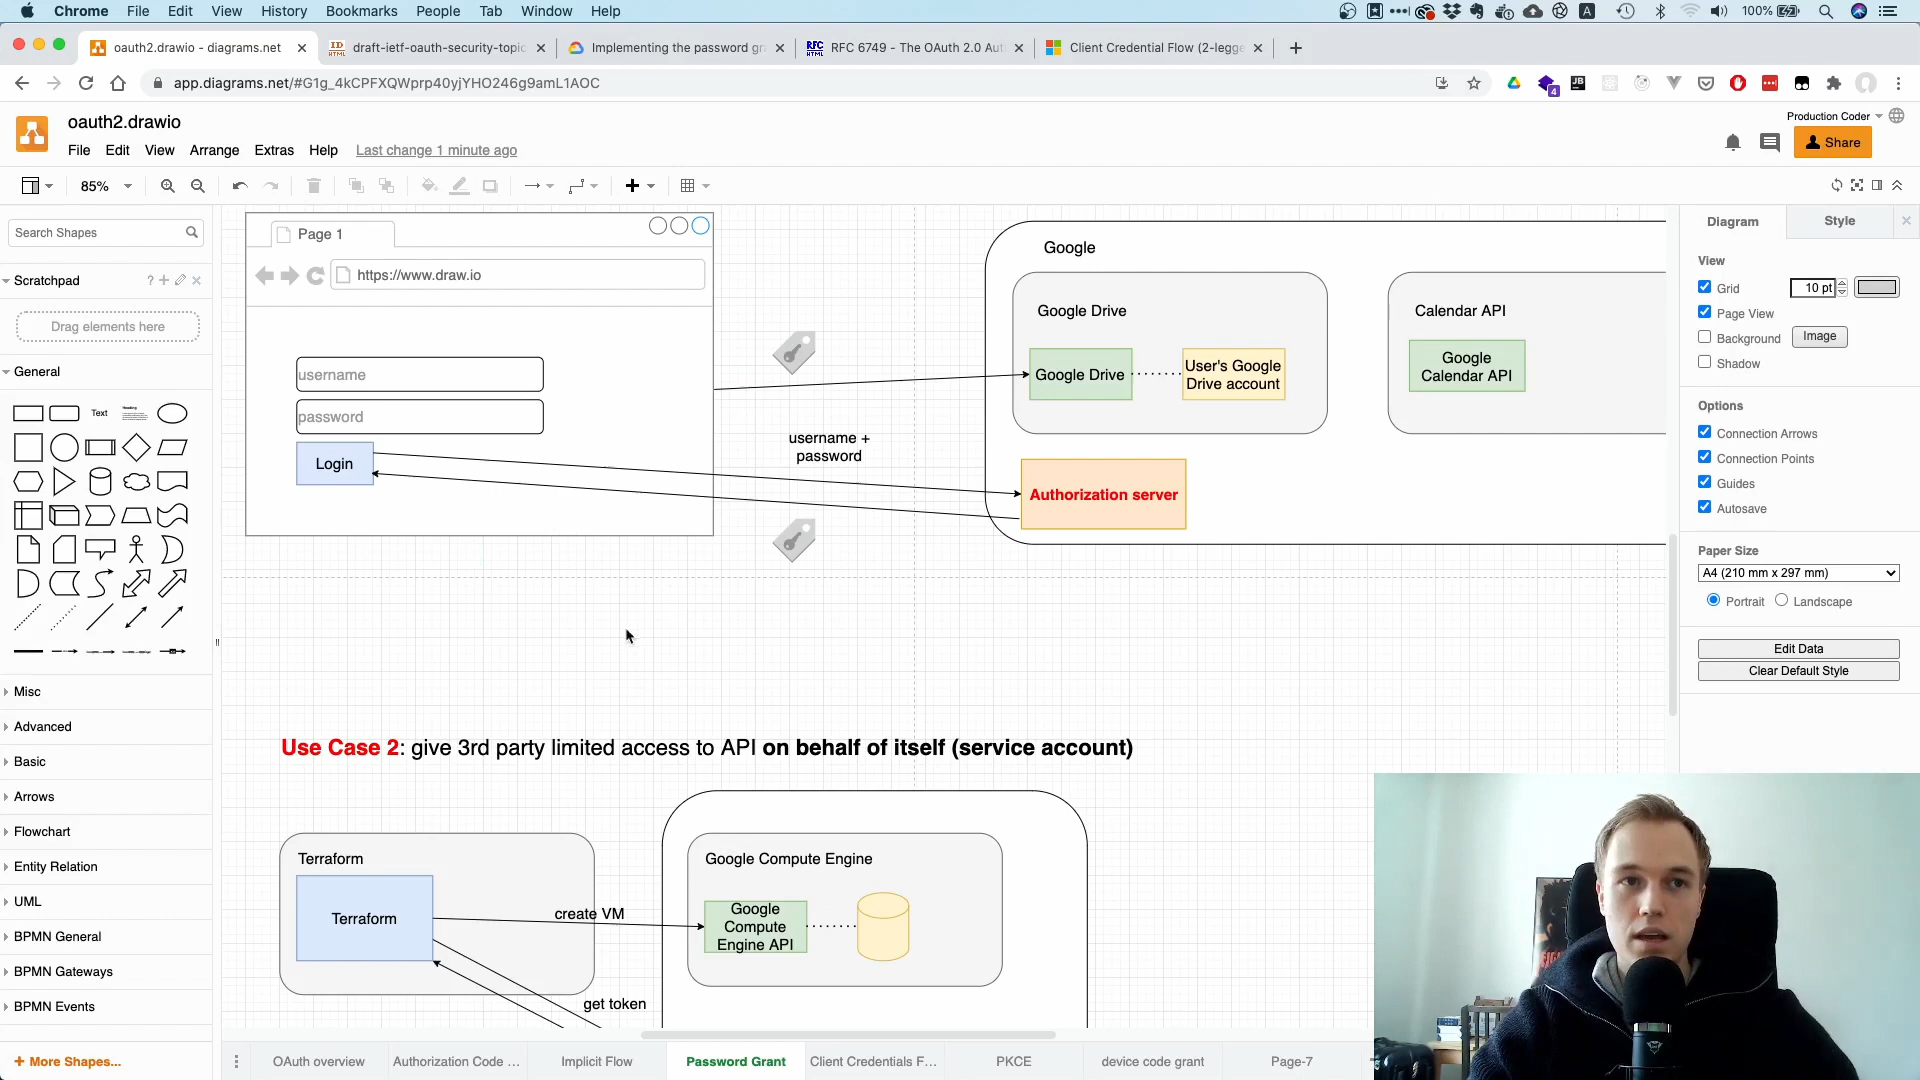 Chrome File Edit View History Bookmarks People Tab Window Help
100%
oauth2.drawio - diagrams.net
draft-ietf-oauth-security-topic
Implementing the password gr
RFC 6749 - The OAuth 2.0 Aut
Client Credential Flow (2-legge
app.diagrams.net/#G1g_4kCPFXQWprp40yjYHO246g9amL1AOC
oauth2.drawio
Production Coder
File Edit View Arrange Extras Help Last change 1 minute ago
Share
85%
Search Shapes
Scratchpad
Drag elements here
General
Text
Heading
Misc
Advanced
Basic
Arrows
Flowchart
Entity Relation
UML
BPMN General
BPMN Gateways
BPMN Events
+ More Shapes...
Page 1
https://www.draw.io
username
password
Login
username +
password
Google
Google Drive
Google Drive
User's Google
Drive account
Calendar API
Google
Calendar API
Authorization server
Use Case 2: give 3rd party limited access to API on behalf of itself (service account)
Terraform
Terraform
create VM
get token
Google Compute Engine
Google
Compute
Engine API
Diagram
Style
View
Grid
10 pt
Page View
Background
Image
Shadow
Options
Connection Arrows
Connection Points
Guides
Autosave
Paper Size
A4 (210 mm x 297 mm)
Portrait
Landscape
Edit Data
Clear Default Style
OAuth overview
Authorization Code ...
Implicit Flow
Password Grant
Client Credentials F...
PKCE
device code grant
Page-7